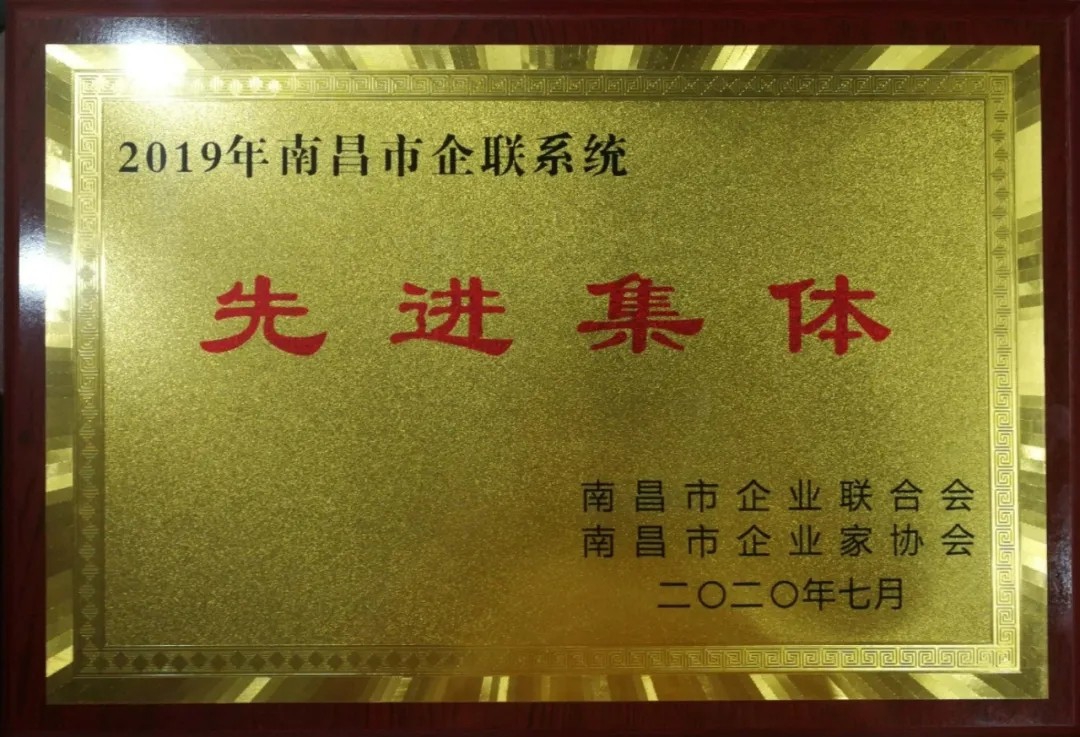 2019年南昌市企联系统
先进集体
南昌市企业联合会
南昌市企业家协会
二〇二〇年七月